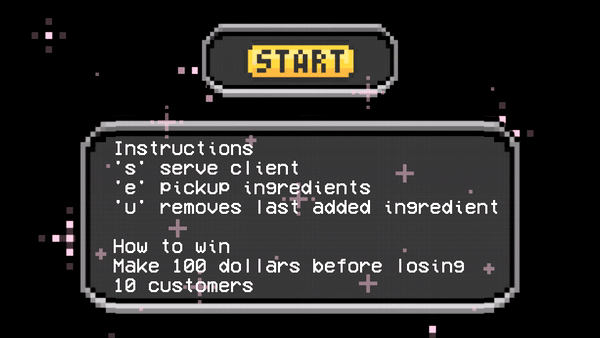 START
Instructions
's' serve client
'e' pickup ingredients
'u' removes last added ingredient
How to win
Make 100 dollars before losing
10 customers